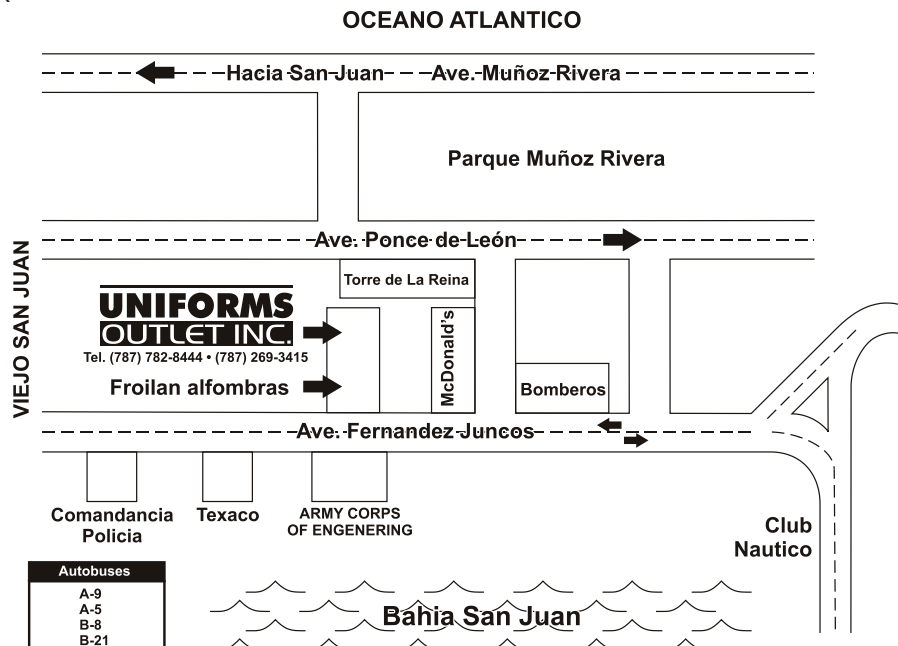 OCEANO ATLANTICO
Hacia San Juan
Ave. Muñoz Rivera
Parque Muñoz Rivera
Ave. Ponce de León
VIEJO SAN JUAN
Torre de La Reina
UNIFORMS
OUTLET INC.
Tel. (787) 782-8444 • (787) 269-3415
Froilan alfombras
McDonald's
Bomberos
Ave. Fernandez Juncos
Comandancia
Policia
Texaco
ARMY CORPS
OF ENGENERING
Club
Nautico
Autobuses
A-9
A-5
B-8
B-21
Bahia San Juan